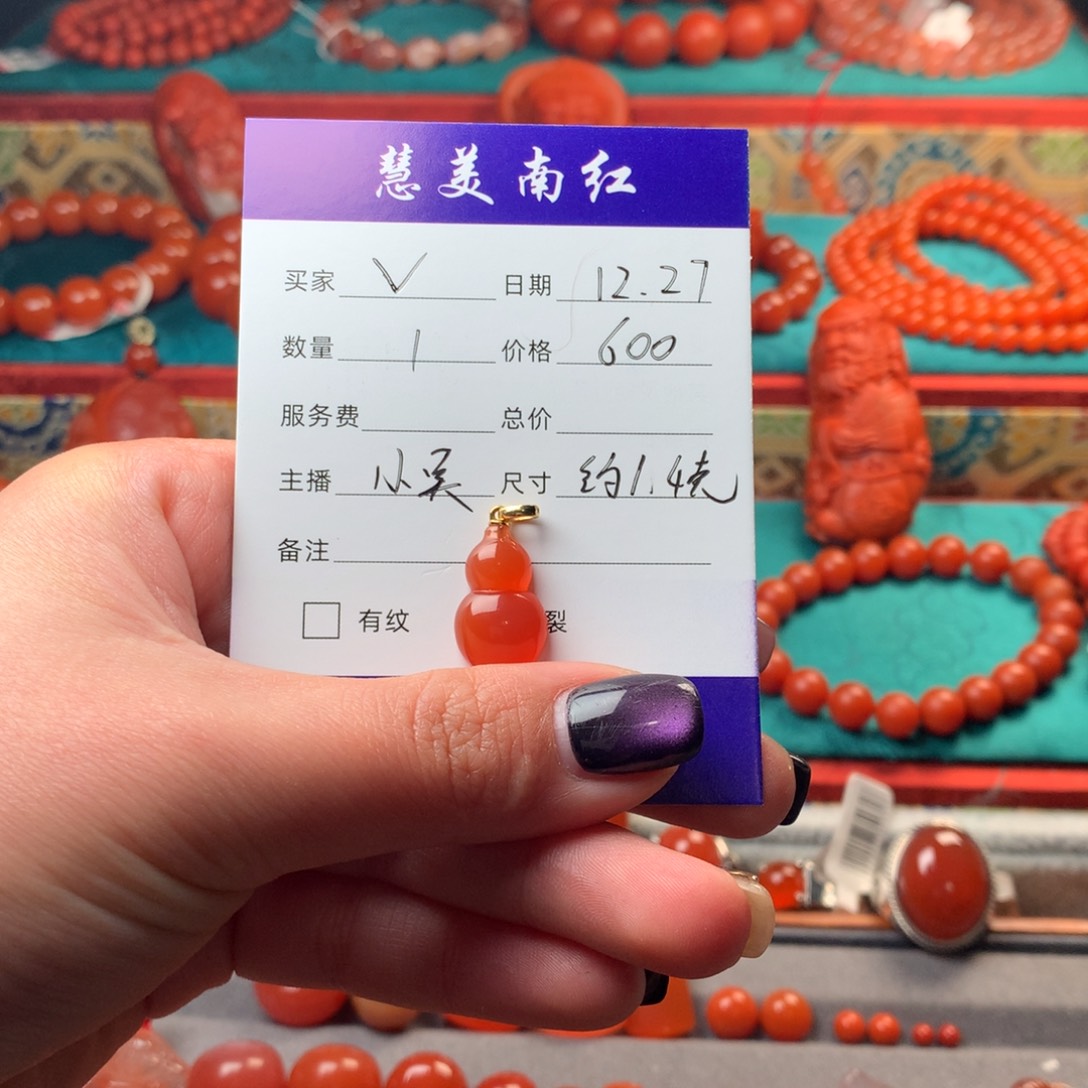 慧美南红
买家 V 日期 12.27
数量 1 价格 600
服务费 总价
主播 小吴 尺寸 约1.4克
备注
有纹 裂